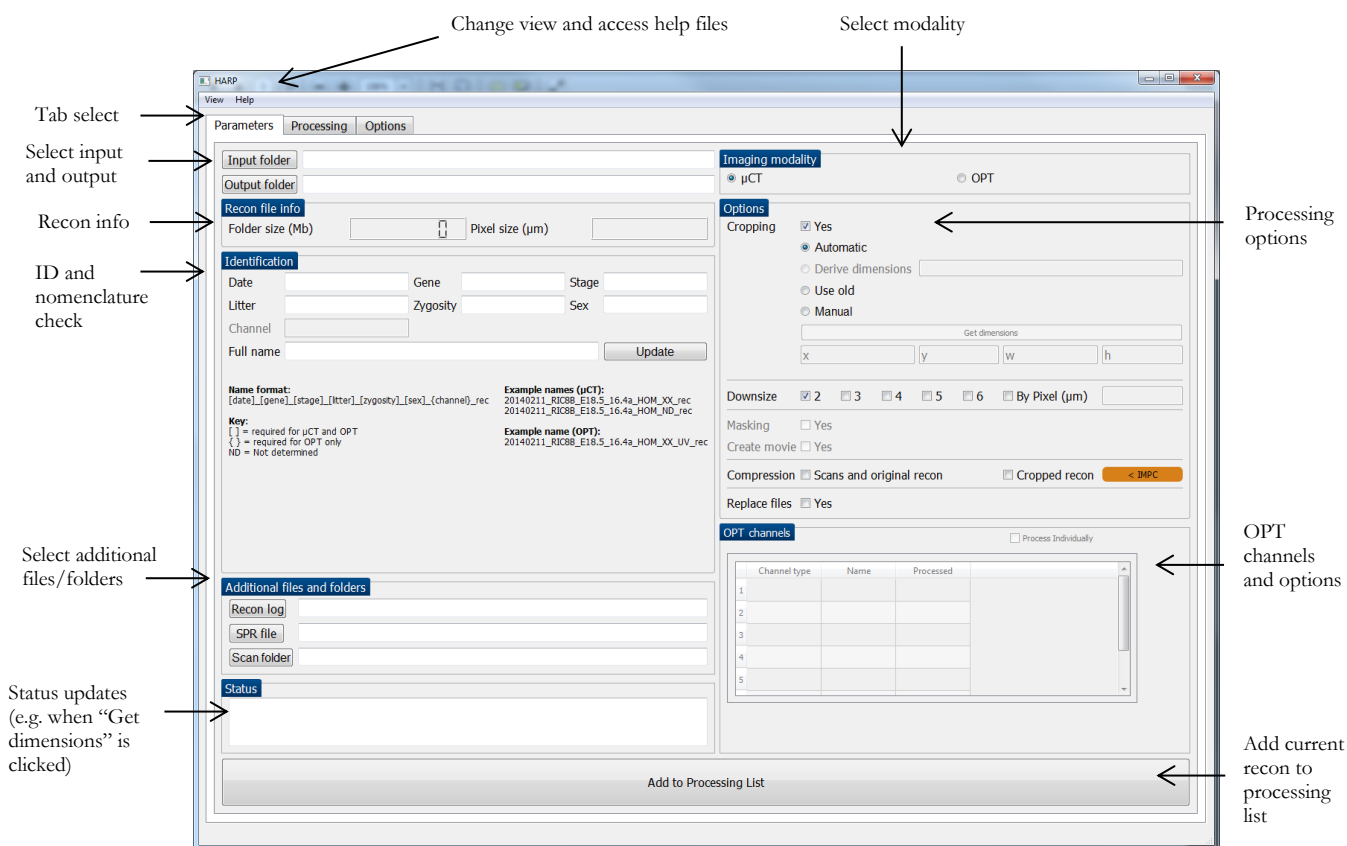 Change view and access help files
Select modality
HARP
View Help
Tab select
Parameters Processing Options
Select input
and output
Input folder
Output folder
Imaging modality
µCT OPT
Recon info
Recon file info
Folder size (Mb) 0 Pixel size (µm)
Options
Cropping Yes
Automatic
Derive dimensions
Use old
Manual
Get dimensions
x y w h
Processing
options
ID and
nomenclature
check
Identification
Date Gene Stage
Litter Zygosity Sex
Channel
Full name Update
Name format:
[date]_[gene]_[stage]_[litter]_[zygosity]_[sex]_{channel}_rec
Key:
[ ] = required for µCT and OPT
{ } = required for OPT only
ND = Not determined
Example names (µCT):
20140211_RIC8B_E18.5_16.4a_HOM_XX_rec
20140211_RIC8B_E18.5_16.4a_HOM_ND_rec
Example name (OPT):
20140211_RIC8B_E18.5_16.4a_HOM_XX_UV_rec
Downsize 2 3 4 5 6 By Pixel (µm)
Masking Yes
Create movie Yes
Compression Scans and original recon Cropped recon < IMPC
Replace files Yes
OPT channels Process Individually
Channel type Name Processed
1
2
3
4
5
OPT
channels
and options
Select additional
files/folders
Additional files and folders
Recon log
SPR file
Scan folder
Status updates
(e.g. when “Get
dimensions” is
clicked)
Status
Add to Processing List
Add current
recon to
processing
list